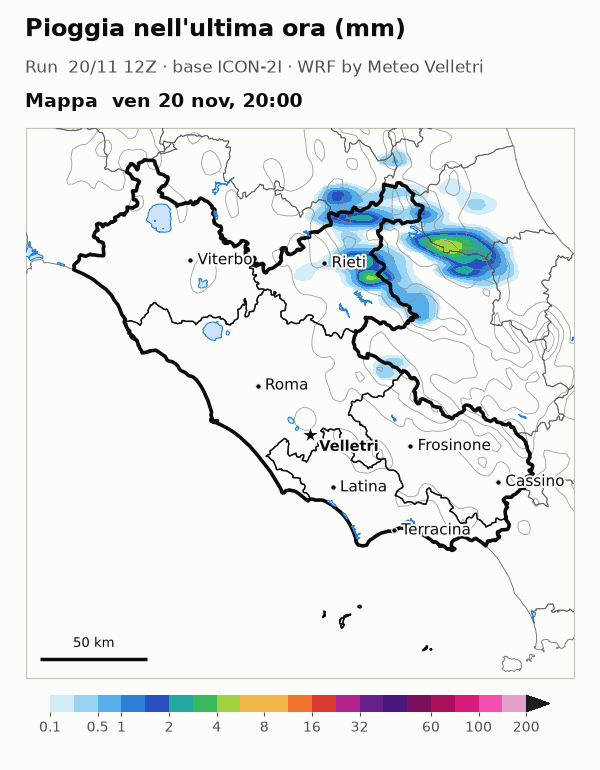 Pioggia nell'ultima ora (mm)
Run  20/11 12Z · base ICON-2I · WRF by Meteo Velletri
Mappa  ven 20 nov, 20:00
Viterbo
Rieti
Roma
Velletri
Frosinone
Latina
Cassino
Terracina
50 km
0.1 0.5 1 2 4 8 16 32 60 100 200